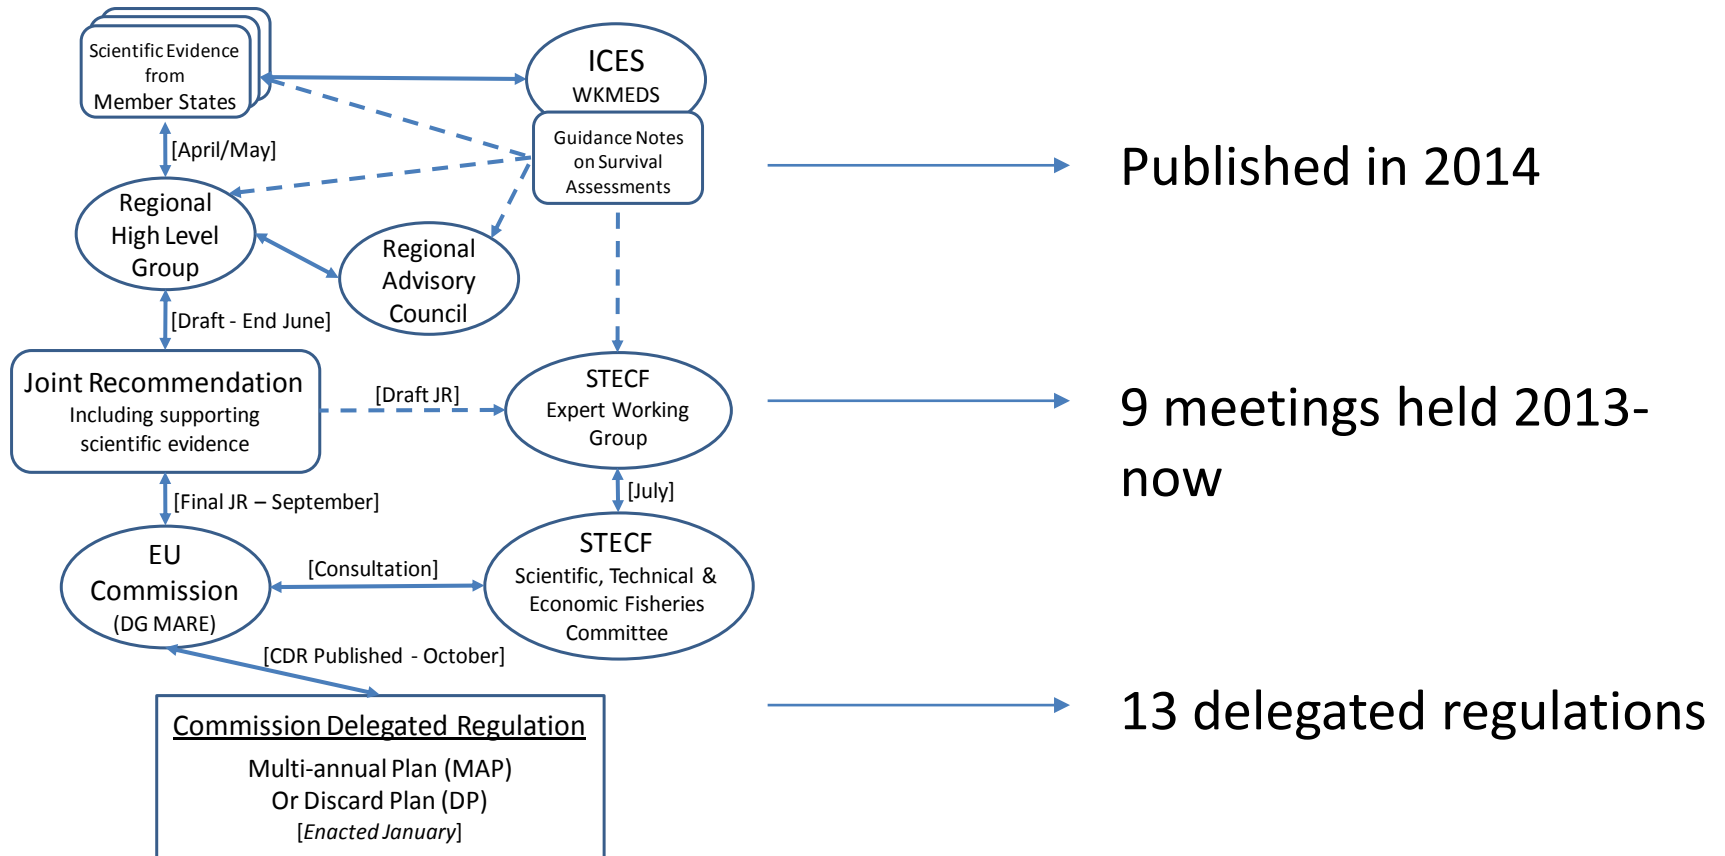 Scientific Evidence
from
Member States
ICES
WKMEDS
Guidance Notes
on Survival
Assessments
Published in 2014
[April/May]
Regional
High Level
Group
Regional
Advisory
Council
[Draft - End June]
Joint Recommendation
Including supporting
scientific evidence
[Draft JR]
STECF
Expert Working
Group
9 meetings held 2013-
now
[Final JR – September]
[July]
EU
Commission
(DG MARE)
[Consultation]
STECF
Scientific, Technical &
Economic Fisheries
Committee
[CDR Published - October]
Commission Delegated Regulation
Multi-annual Plan (MAP)
Or Discard Plan (DP)
[Enacted January]
13 delegated regulations